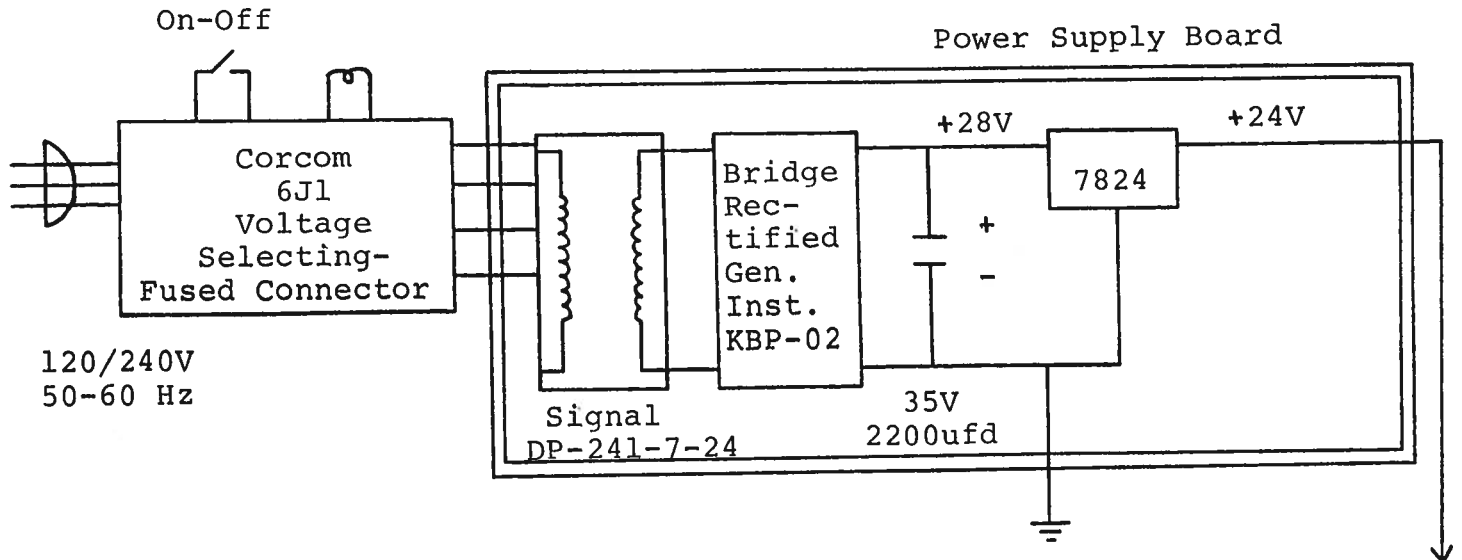 On-Off
Power Supply Board
Corcom
6J1
Voltage
Selecting-
Fused Connector
120/240V
50-60 Hz
Signal
DP-241-7-24
Bridge
Rec-
tified
Gen.
Inst.
KBP-02
+28V
+
-
35V
2200ufd
7824
+24V